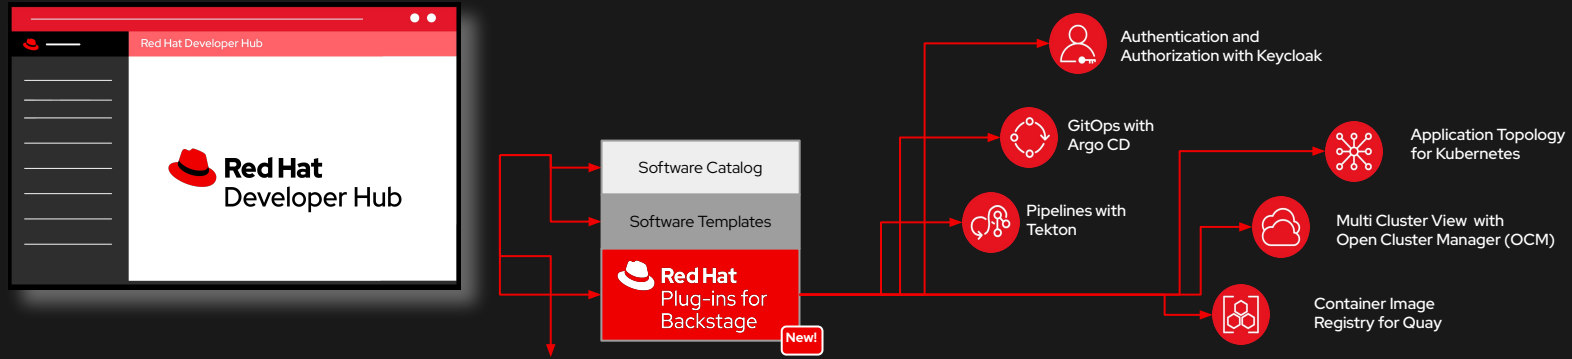 Red Hat Developer Hub
Red Hat
Developer Hub
Software Catalog
Software Templates
Red Hat
Plug-ins for
Backstage
New!
Authentication and
Authorization with Keycloak
GitOps with
Argo CD
Pipelines with
Tekton
Application Topology
for Kubernetes
Multi Cluster View with
Open Cluster Manager (OCM)
Container Image
Registry for Quay